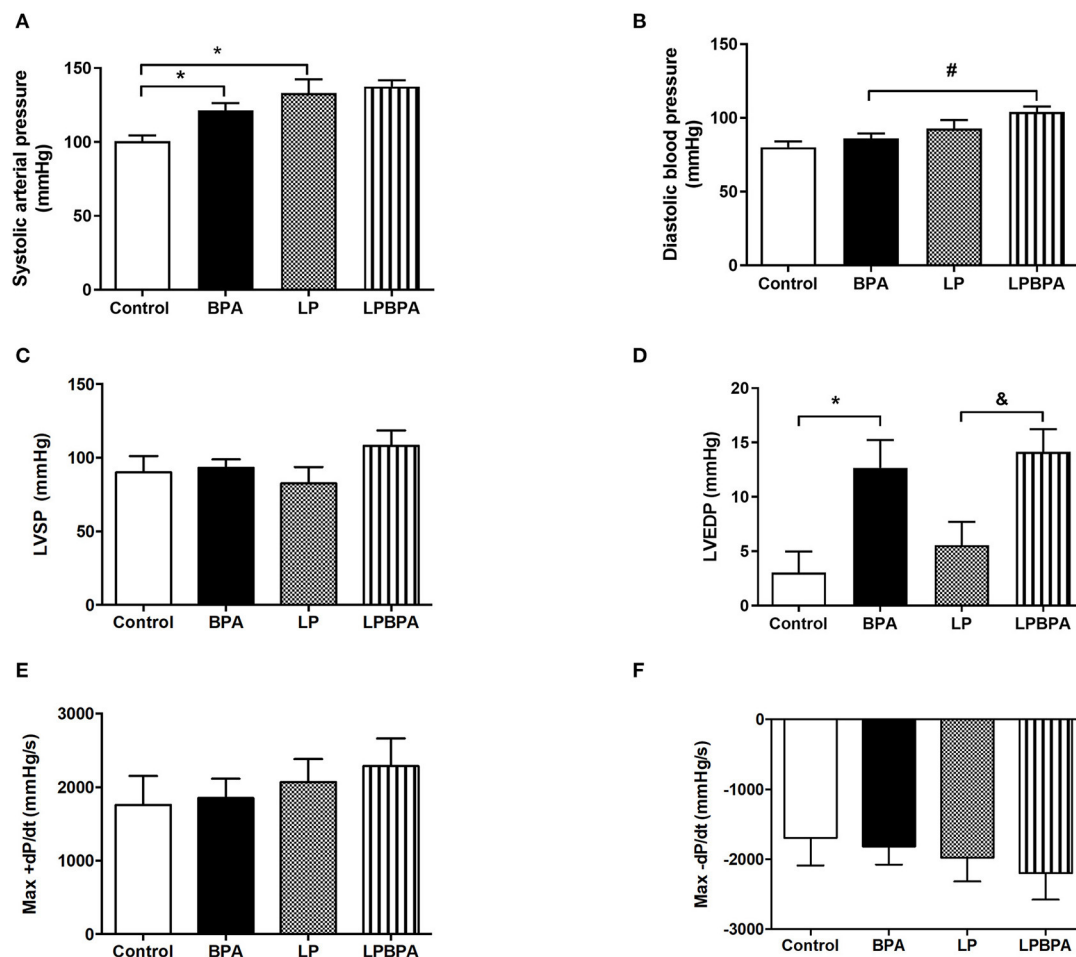 A
Systolic arterial pressure
(mmHg)
150
100
50
0
*
*
Control BPA LP LPBPA
B
Diastolic blood pressure
(mmHg)
150
100
50
0
#
Control BPA LP LPBPA
C
LVSP (mmHg)
150
100
50
0
Control BPA LP LPBPA
D
LVEDP (mmHg)
20
15
10
5
0
*
&
Control BPA LP LPBPA
E
Max +dP/dt (mmHg/s)
3000
2000
1000
0
Control BPA LP LPBPA
F
Max -dP/dt (mmHg/s)
0
-1000
-2000
-3000
Control BPA LP LPBPA